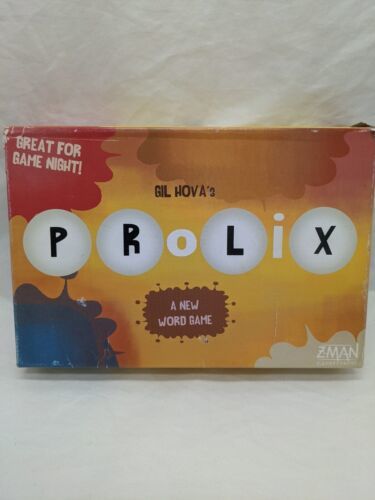 GREAT FOR
GAME NIGHT!
GIL HOVA's
PRoLiX
A NEW
WORD GAME
Z-MAN